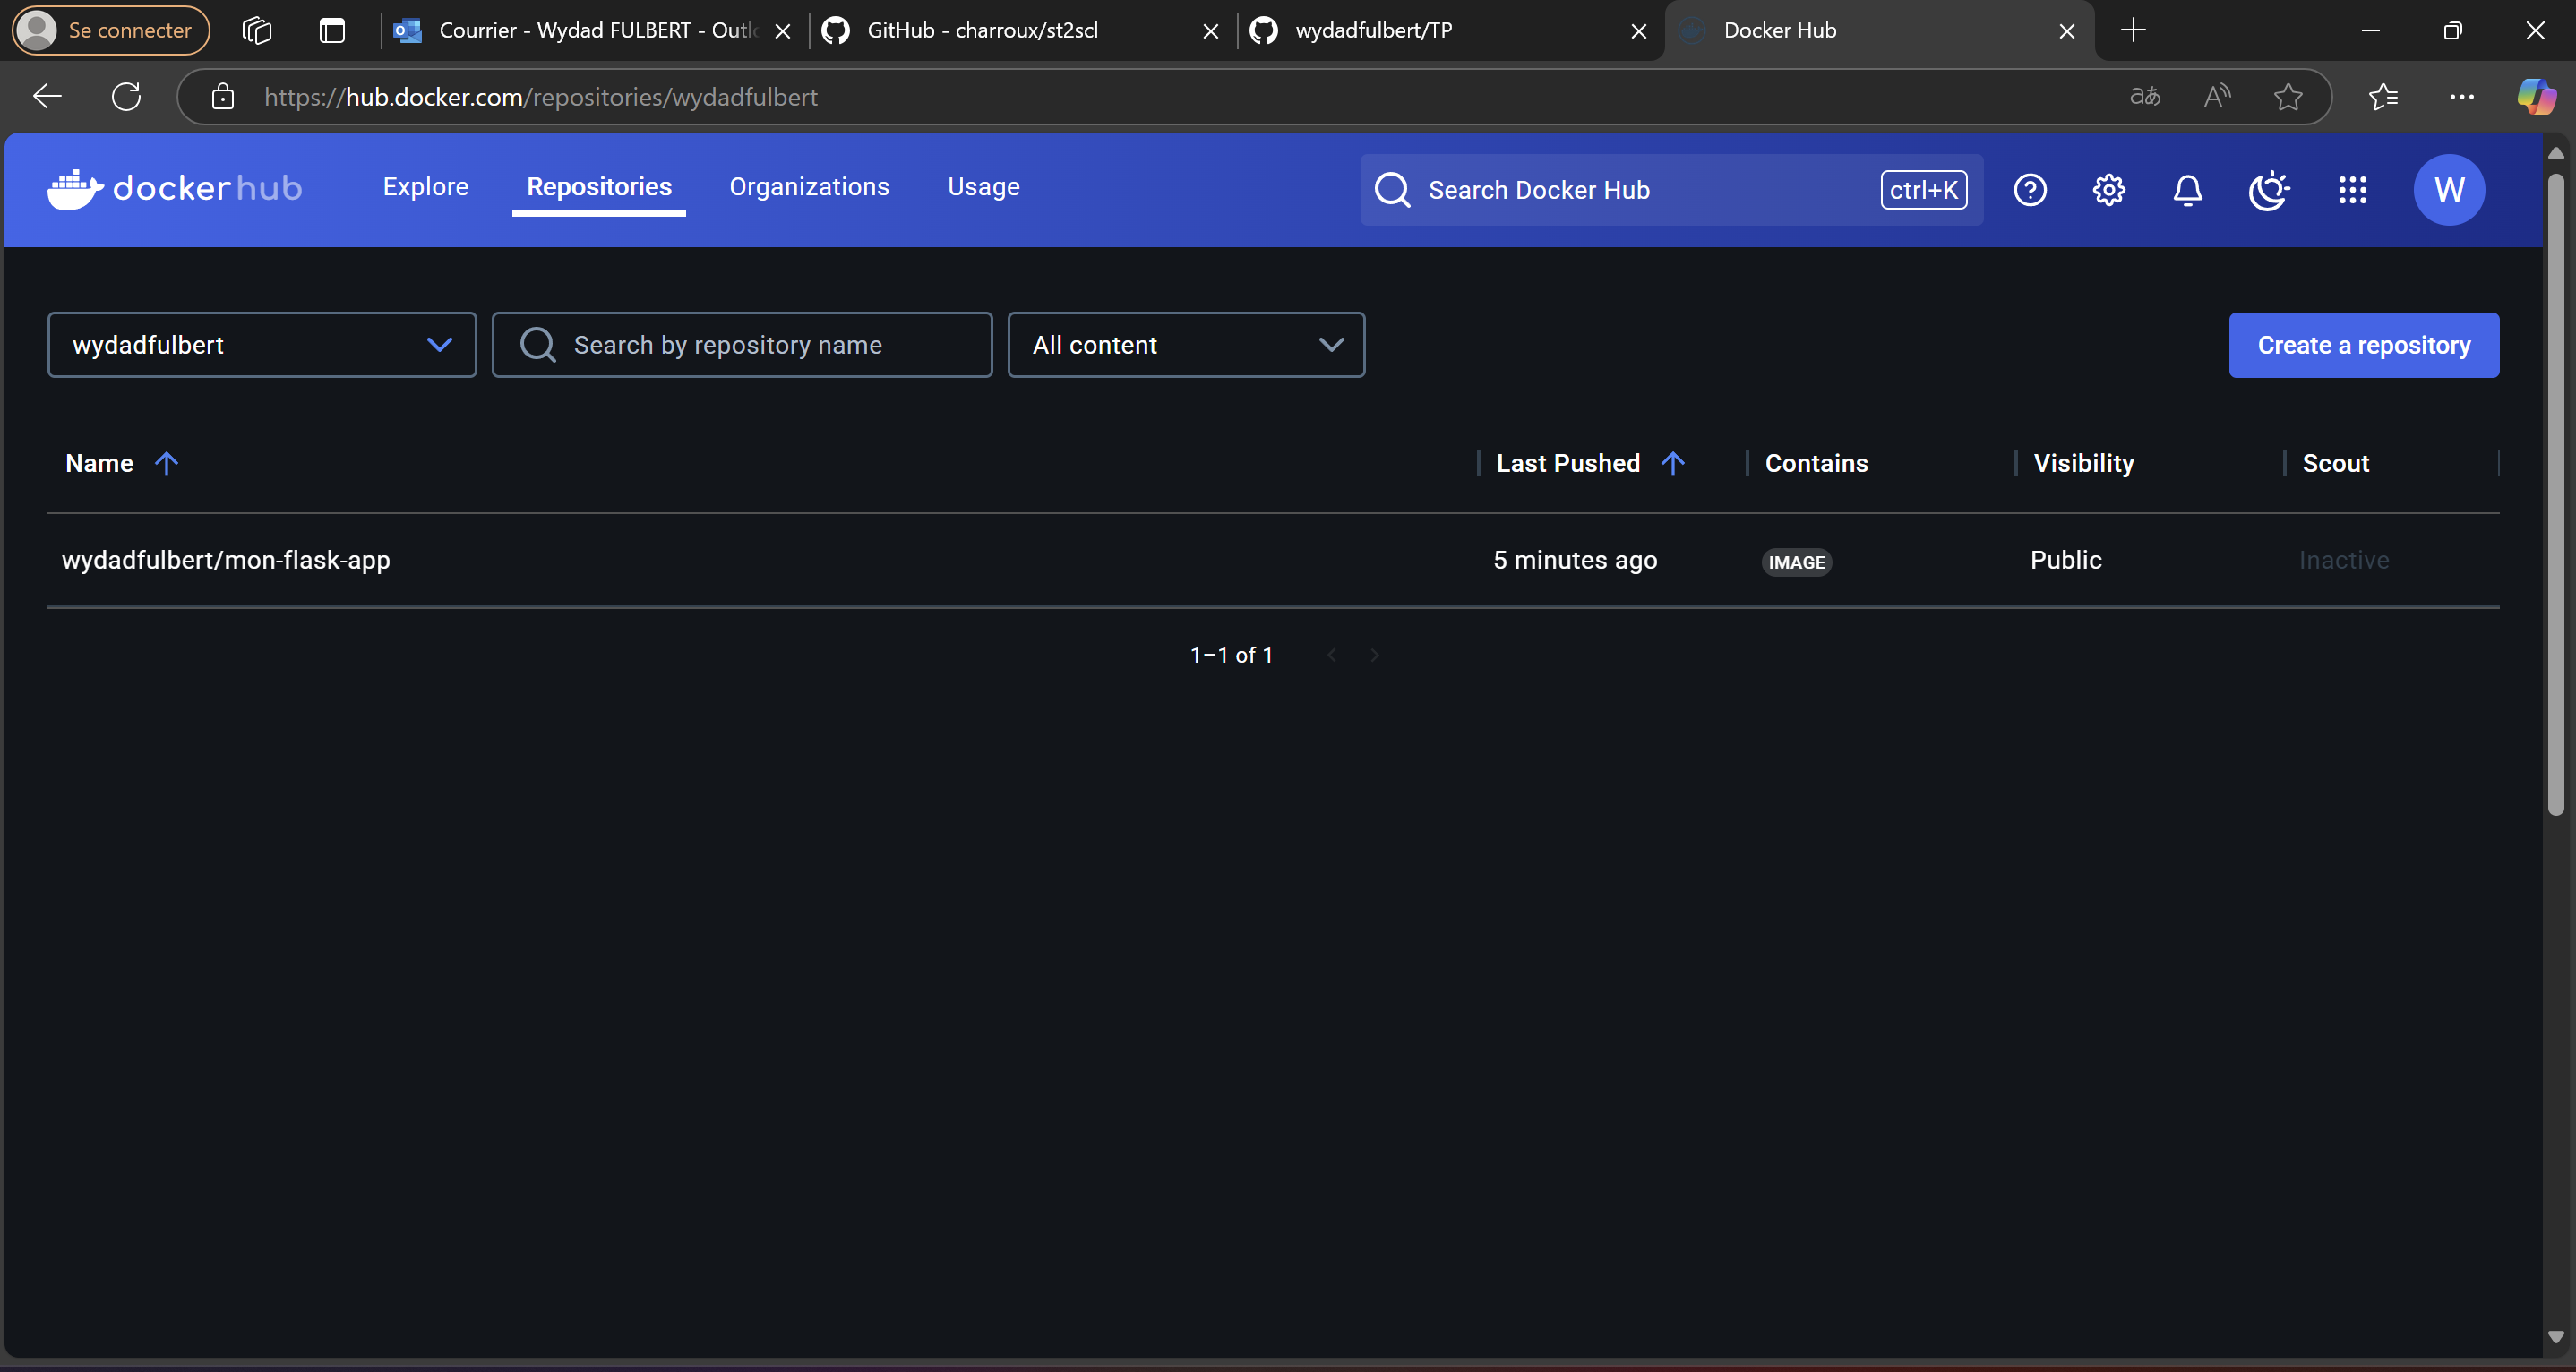 Se connecter
Courrier - Wydad FULBERT - Outl
GitHub - charroux/st2scl
wydadfulbert/TP
Docker Hub
https://hub.docker.com/repositories/wydadfulbert
dockerhub
Explore
Repositories
Organizations
Usage
Search Docker Hub
ctrl+K
W
wydadfulbert
Search by repository name
All content
Create a repository
Name
Last Pushed
Contains
Visibility
Scout
wydadfulbert/mon-flask-app
5 minutes ago
IMAGE
Public
Inactive
1–1 of 1